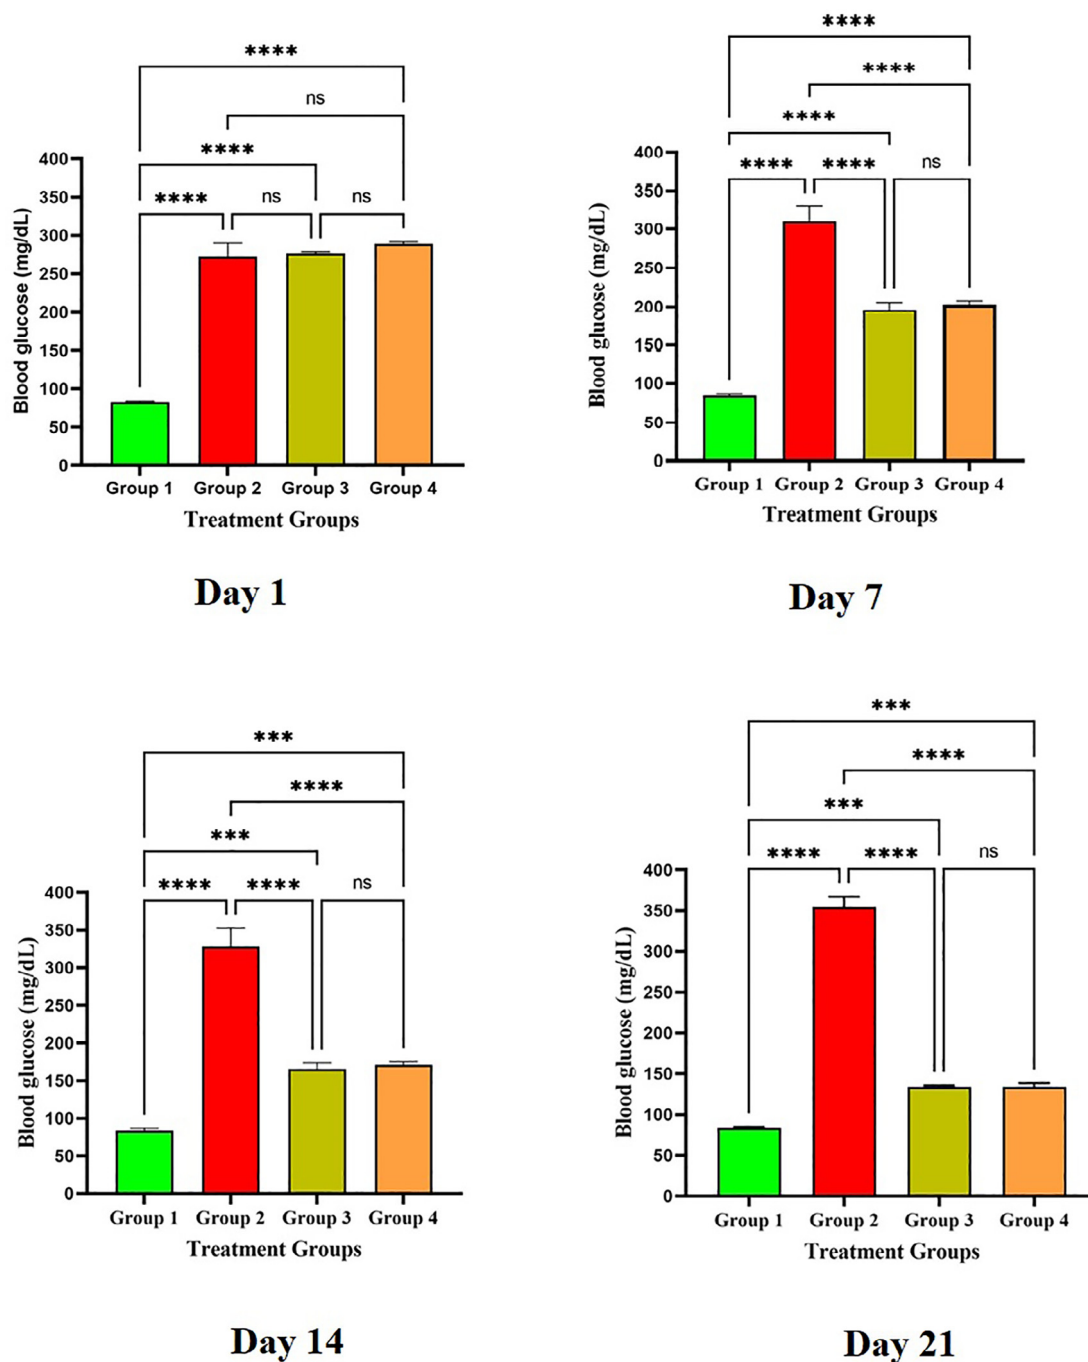 ****
ns
****
****
ns
ns
400
350
300
250
200
150
100
50
0
Blood glucose (mg/dL)
Group 1 Group 2 Group 3 Group 4
Treatment Groups
Day 1
****
****
****
****
****
ns
400
350
300
250
200
150
100
50
0
Blood glucose (mg/dL)
Group 1 Group 2 Group 3 Group 4
Treatment Groups
Day 7
***
****
***
****
****
ns
400
350
300
250
200
150
100
50
0
Blood glucose (mg/dL)
Group 1 Group 2 Group 3 Group 4
Treatment Groups
Day 14
***
****
***
****
****
ns
400
350
300
250
200
150
100
50
0
Blood glucose (mg/dL)
Group 1 Group 2 Group 3 Group 4
Treatment Groups
Day 21